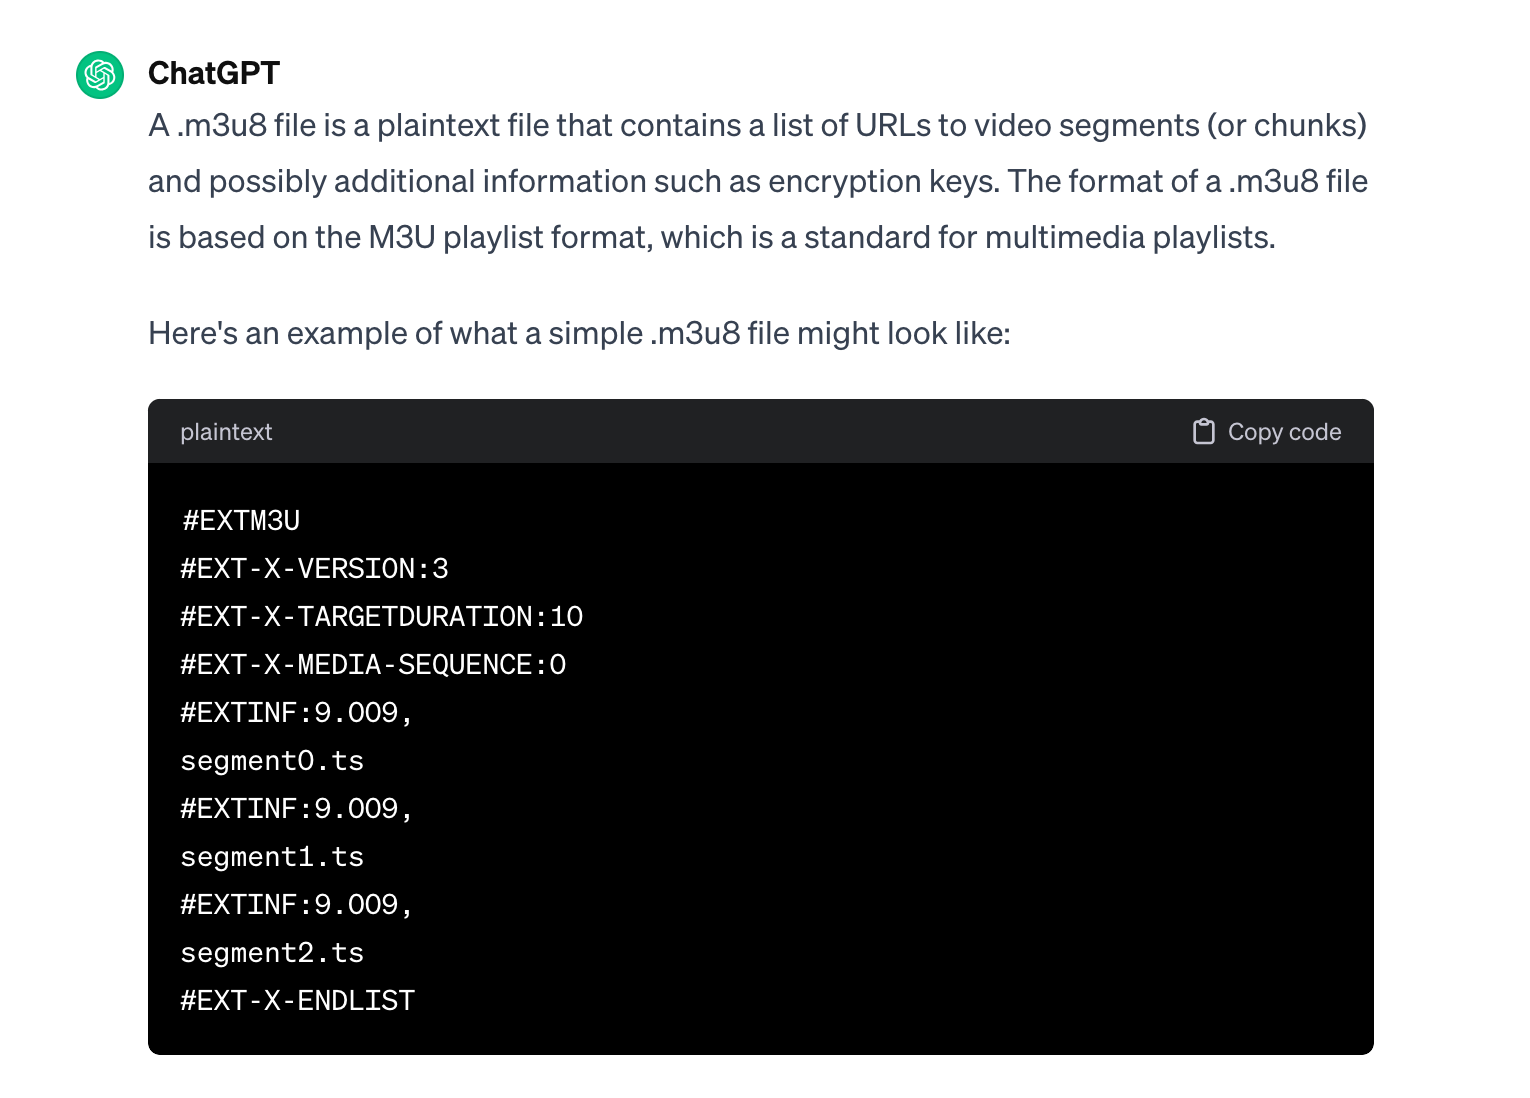 ChatGPT
A .m3u8 file is a plaintext file that contains a list of URLs to video segments (or chunks)
and possibly additional information such as encryption keys. The format of a .m3u8 file
is based on the M3U playlist format, which is a standard for multimedia playlists.
Here's an example of what a simple .m3u8 file might look like:
plaintext Copy code
#EXTM3U
#EXT-X-VERSION:3
#EXT-X-TARGETDURATION:10
#EXT-X-MEDIA-SEQUENCE:0
#EXTINF:9.009,
segment0.ts
#EXTINF:9.009,
segment1.ts
#EXTINF:9.009,
segment2.ts
#EXT-X-ENDLIST